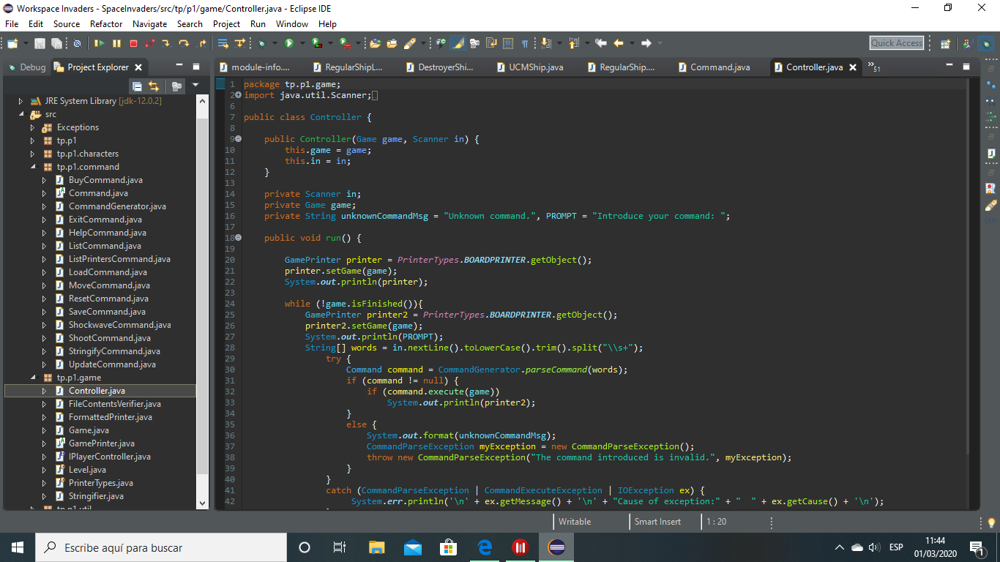 Workspace Invaders - SpaceInvaders/src/tp/p1/game/Controller.java - Eclipse IDE
File Edit Source Refactor Navigate Search Project Run Window Help
Quick Access
Debug Project Explorer
module-info.... RegularShipL... DestroyerShi... UCMShip.java RegularShip.... Command.java Controller.java »51
JRE System Library [jdk-12.0.2]
src
Exceptions
tp.p1
tp.p1.characters
tp.p1.command
BuyCommand.java
Command.java
CommandGenerator.java
ExitCommand.java
HelpCommand.java
ListCommand.java
ListPrintersCommand.java
LoadCommand.java
MoveCommand.java
ResetCommand.java
SaveCommand.java
ShockwaveCommand.java
ShootCommand.java
StringifyCommand.java
UpdateCommand.java
tp.p1.game
Controller.java
FileContentsVerifier.java
FormattedPrinter.java
Game.java
GamePrinter.java
IPlayerController.java
Level.java
PrinterTypes.java
Stringifier.java
tp.p1.util
1 package tp.p1.game;
2 import java.util.Scanner;
6
7 public class Controller {
8
9 public Controller(Game game, Scanner in) {
10 this.game = game;
11 this.in = in;
12 }
13
14 private Scanner in;
15 private Game game;
16 private String unknownCommandMsg = "Unknown command.", PROMPT = "Introduce your command: ";
17
18 public void run() {
19
20 GamePrinter printer = PrinterTypes.BOARDPRINTER.getObject();
21 printer.setGame(game);
22 System.out.println(printer);
23
24 while (!game.isFinished()){
25 GamePrinter printer2 = PrinterTypes.BOARDPRINTER.getObject();
26 printer2.setGame(game);
27 System.out.println(PROMPT);
28 String[] words = in.nextLine().toLowerCase().trim().split("\\s+");
29 try {
30 Command command = CommandGenerator.parseCommand(words);
31 if (command != null) {
32 if (command.execute(game))
33 System.out.println(printer2);
34 }
35 else {
36 System.out.format(unknownCommandMsg);
37 CommandParseException myException = new CommandParseException();
38 throw new CommandParseException("The command introduced is invalid.", myException);
39 }
40 }
41 catch (CommandParseException | CommandExecuteException | IOException ex) {
42 System.err.println('\n' + ex.getMessage() + '\n' + "Cause of exception:" + "  " + ex.getCause() + '\n');
Writable Smart Insert 1 : 20
Escribe aquí para buscar
ESP
11:44
01/03/2020
1